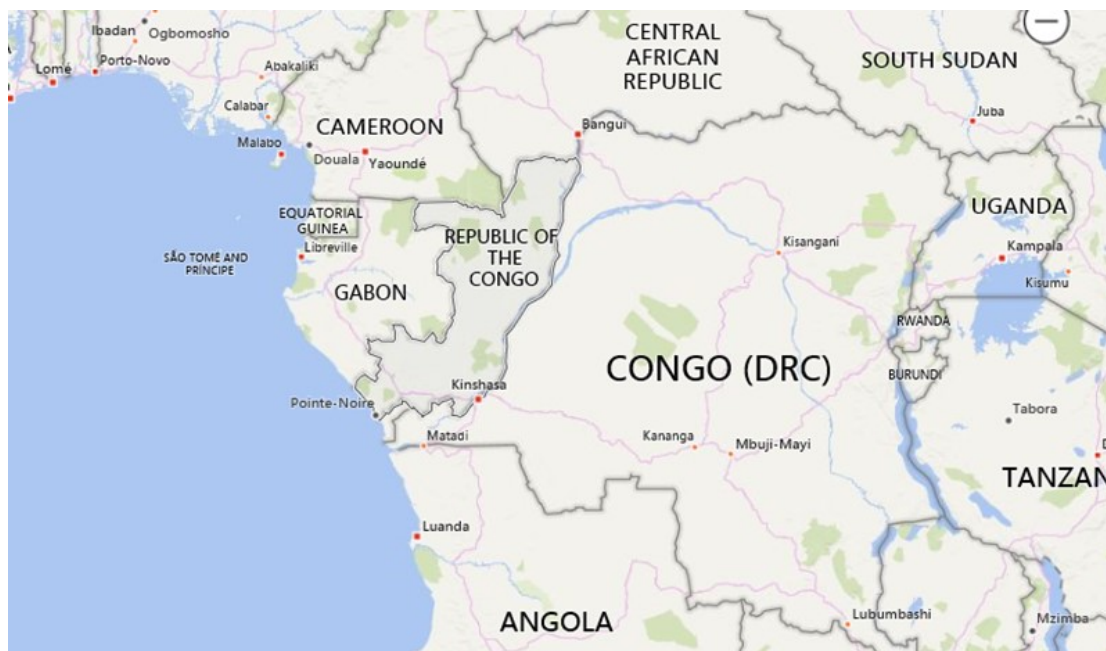 Ibadan
Ogbomosho
Lomé
Porto-Novo
Abakaliki
Calabar
Malabo
CAMEROON
Douala
Yaoundé
CENTRAL
AFRICAN
REPUBLIC
SOUTH SUDAN
Juba
Bangui
EQUATORIAL
GUINEA
Libreville
SÃO TOMÉ AND
PRÍNCIPE
REPUBLIC OF
THE
CONGO
GABON
Kisangani
UGANDA
Kampala
Kisumu
RWANDA
BURUNDI
CONGO (DRC)
Kinshasa
Pointe-Noire
Matadi
Kananga
Mbuji-Mayi
Tabora
TANZAN
Luanda
ANGOLA
Lubumbashi
Mzimba